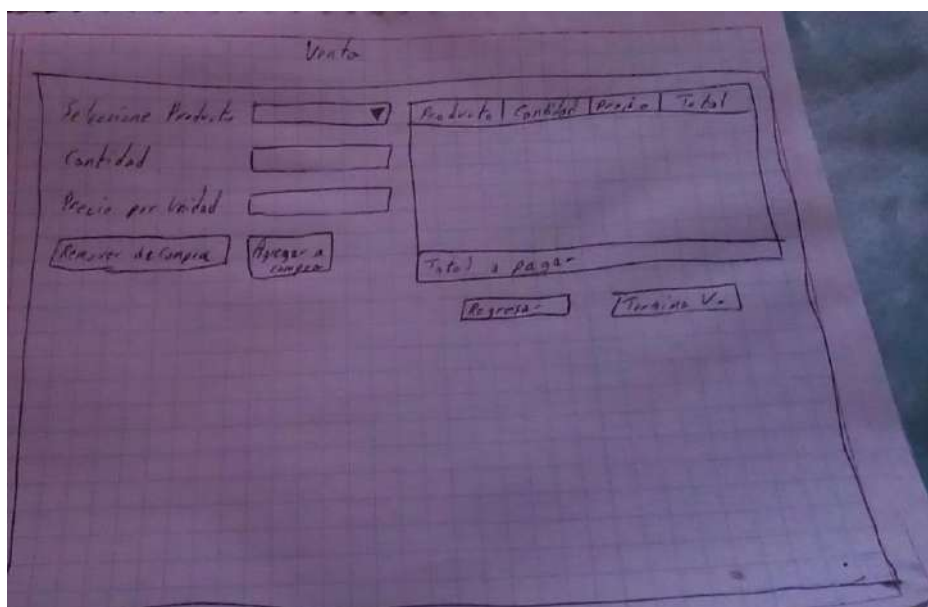 Venta
Seleccione Producto
Producto Cantidad Precio Total
Cantidad
Precio por Unidad
Remover de compra
Agregar a
compra
Total a pagar
Regresar
Termina V.